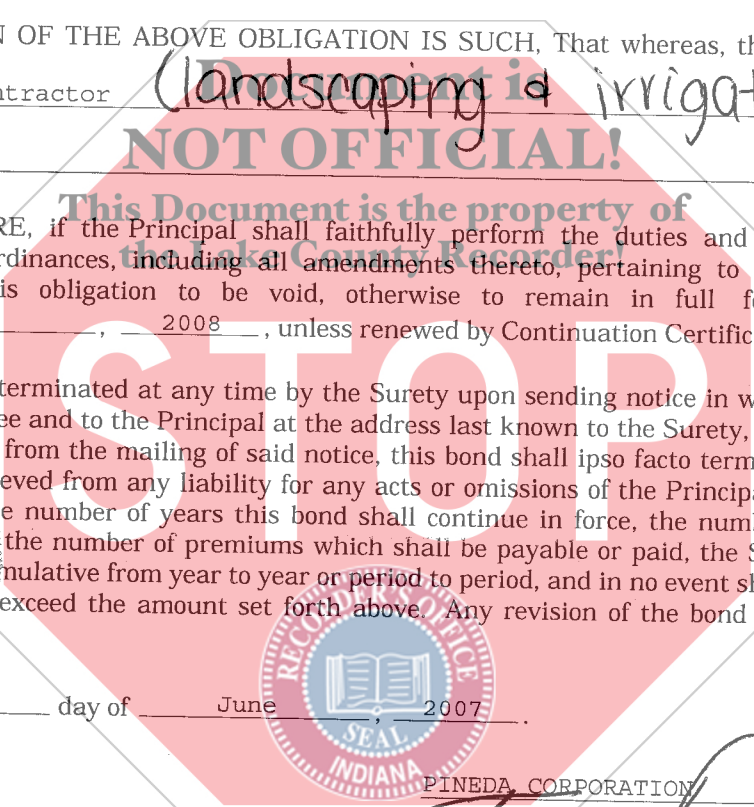 N OF THE ABOVE OBLIGATION IS SUCH, That whereas, th
Document is
ntractor (landscaping & irrigat
NOT OFFICIAL!
This Document is the property of
RE, if the Principal shall faithfully perform the duties and
the Lake County Recorder!
rdinances, including all amendments thereto, pertaining to
is obligation to be void, otherwise to remain in full f
, 2008 , unless renewed by Continuation Certific
STOP
terminated at any time by the Surety upon sending notice in w
ee and to the Principal at the address last known to the Surety,
from the mailing of said notice, this bond shall ipso facto term
eved from any liability for any acts or omissions of the Principa
e number of years this bond shall continue in force, the num
the number of premiums which shall be payable or paid, the S
mulative from year to year or period to period, and in no event sh
exceed the amount set forth above. Any revision of the bond
RECORDER'S OFFICE
day of June , 2007 .
SEAL
INDIANA
PINEDA CORPORATION